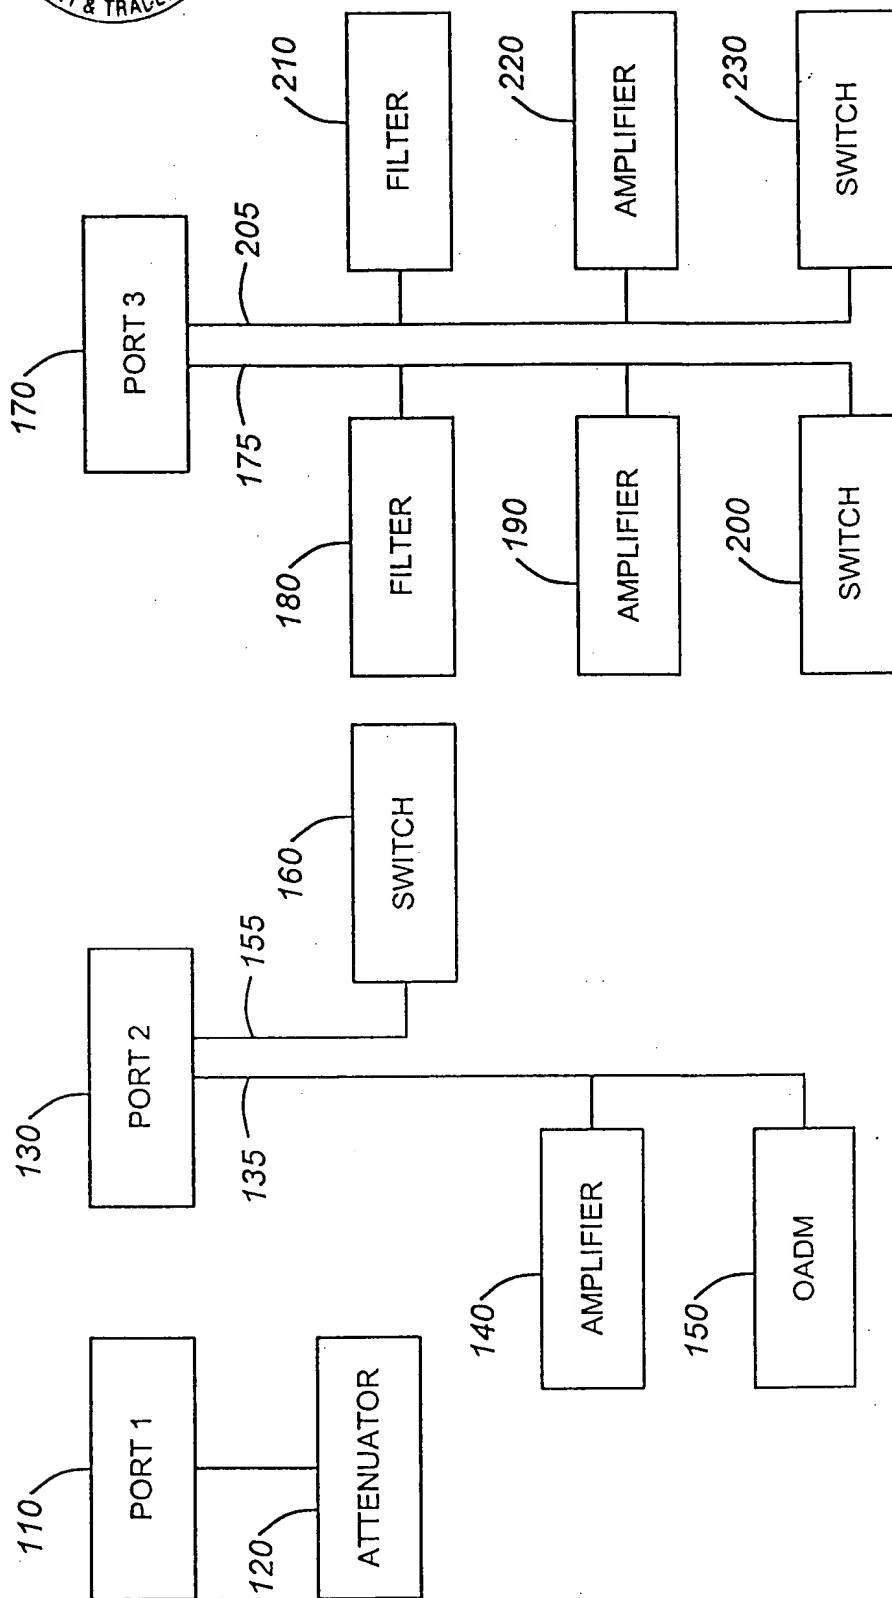 & TRADE
110
PORT 1
120
ATTENUATOR
130
PORT 2
135
155
140
AMPLIFIER
150
OADM
160
SWITCH
170
PORT 3
175
205
180
FILTER
190
AMPLIFIER
200
SWITCH
210
FILTER
220
AMPLIFIER
230
SWITCH